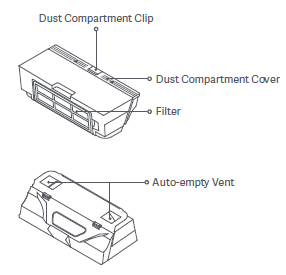 Dust Compartment Clip
Dust Compartment Cover
Filter
Auto-empty Vent